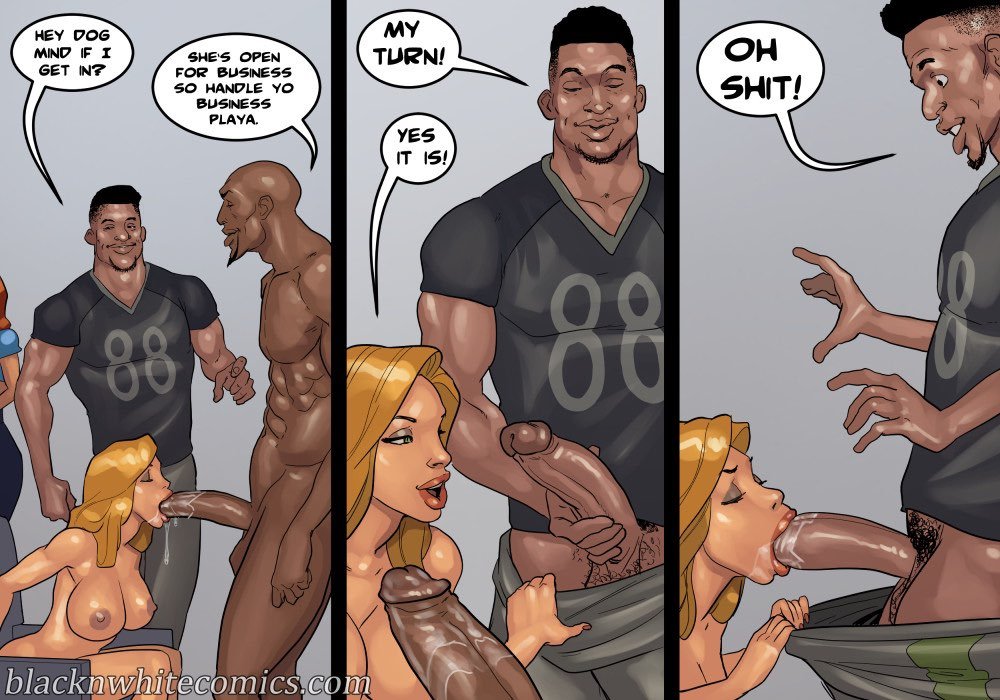 HEY DOG
MIND IF I
GET IN?
SHE'S OPEN
FOR BUSINESS
SO HANDLE YO
BUSINESS
PLAYA.
88
MY
TURN!
YES
IT IS!
88
OH
SHIT!
8
blacknwhitecomics.com